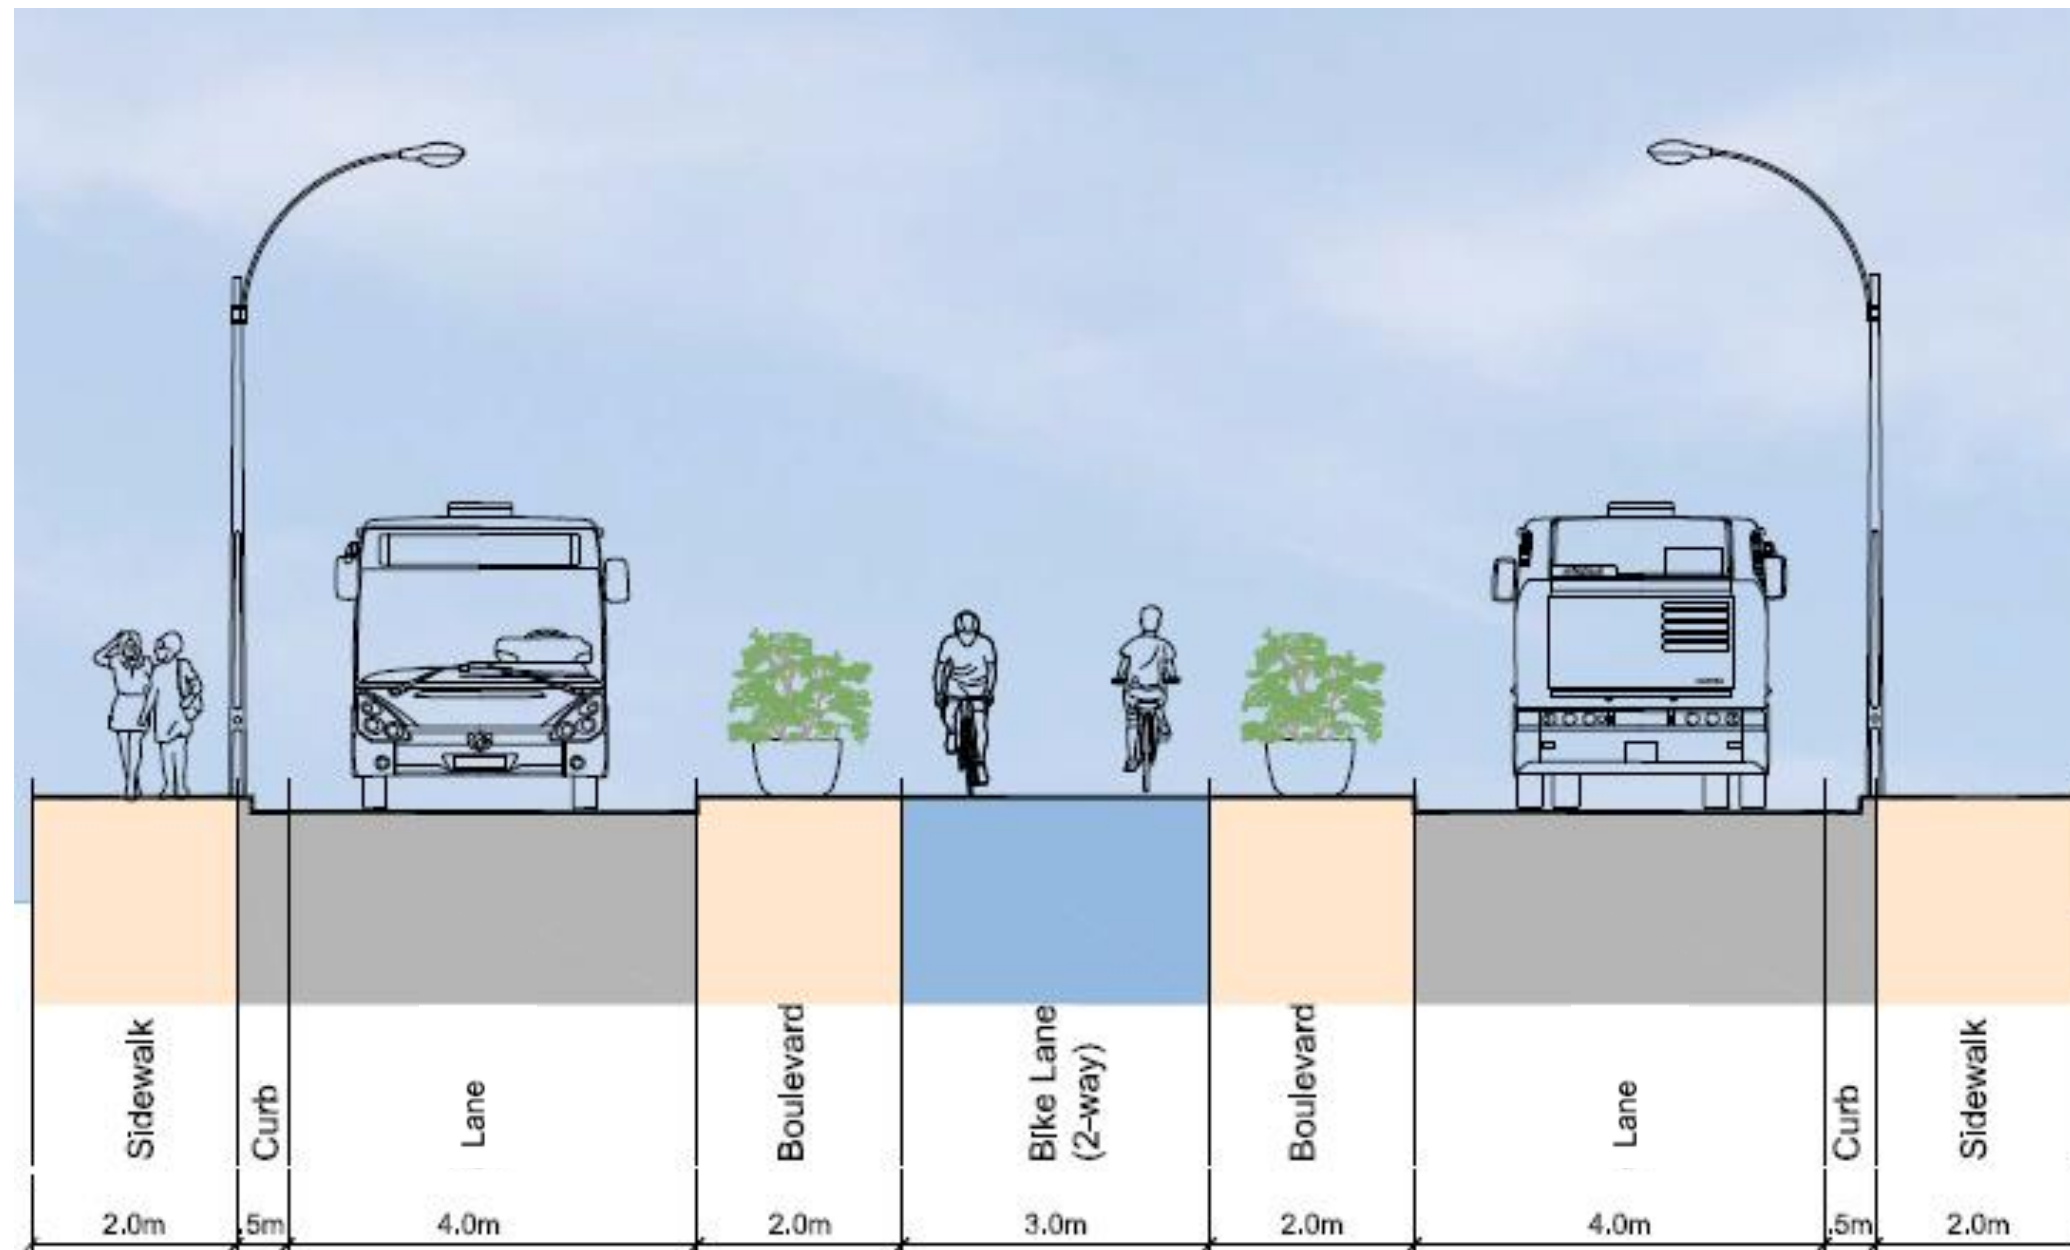 Sidewalk
Curb
Lane
Boulevard
Bike Lane
(2-way)
Boulevard
Lane
Curb
Sidewalk
2.0m
.5m
4.0m
2.0m
3.0m
2.0m
4.0m
.5m
2.0m